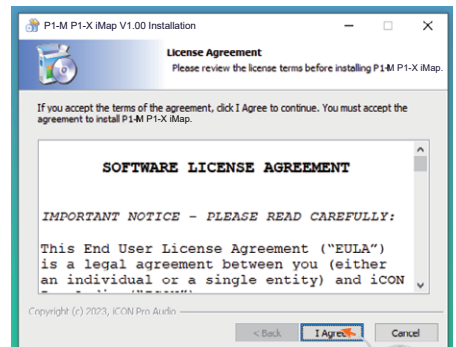 P1-M P1-X iMap V1.00 Installation
License Agreement
Please review the license terms before installing P1-M P1-X iMap.
If you accept the terms of the agreement, click I Agree to continue. You must accept the
agreement to install P1-M P1-X iMap.
SOFTWARE LICENSE AGREEMENT
IMPORTANT NOTICE – PLEASE READ CAREFULLY:
This End User License Agreement (“EULA”)
is a legal agreement between you (either
an individual or a single entity) and iCON
Copyright (c) 2023, iCON Pro Audio
< Back
I Agree
Cancel